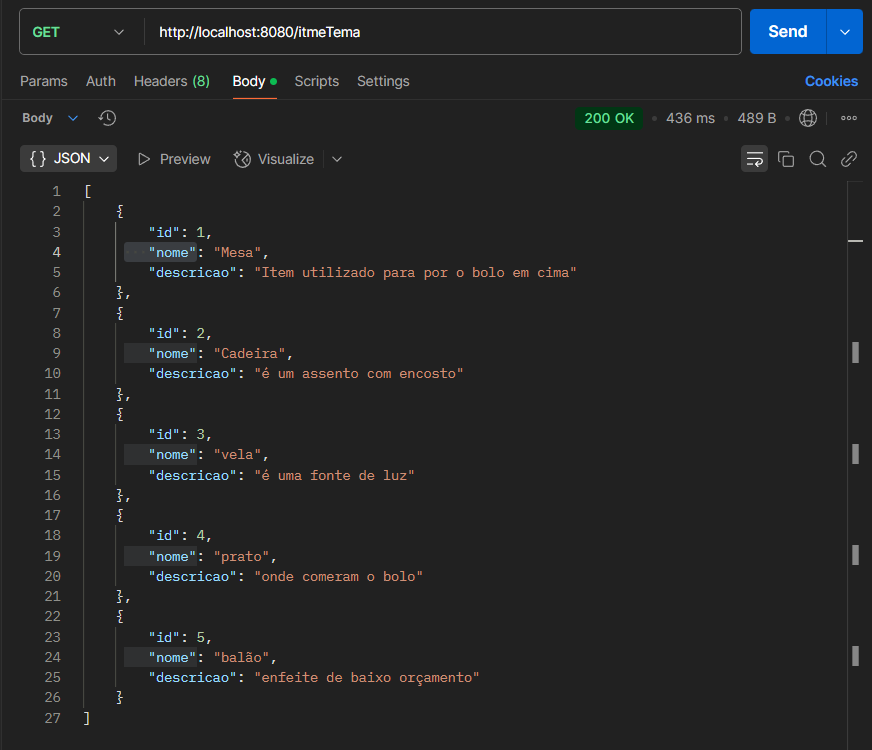 GET http://localhost:8080/itmeTema Send
Params Auth Headers (8) Body Scripts Settings Cookies
Body 200 OK 436 ms 489 B
{} JSON Preview Visualize
1 [
2 {
3 "id": 1,
4 "nome": "Mesa",
5 "descricao": "Item utilizado para por o bolo em cima"
6 },
7 {
8 "id": 2,
9 "nome": "Cadeira",
10 "descricao": "é um assento com encosto"
11 },
12 {
13 "id": 3,
14 "nome": "vela",
15 "descricao": "é uma fonte de luz"
16 },
17 {
18 "id": 4,
19 "nome": "prato",
20 "descricao": "onde comeram o bolo"
21 },
22 {
23 "id": 5,
24 "nome": "balão",
25 "descricao": "enfeite de baixo orçamento"
26 }
27 ]